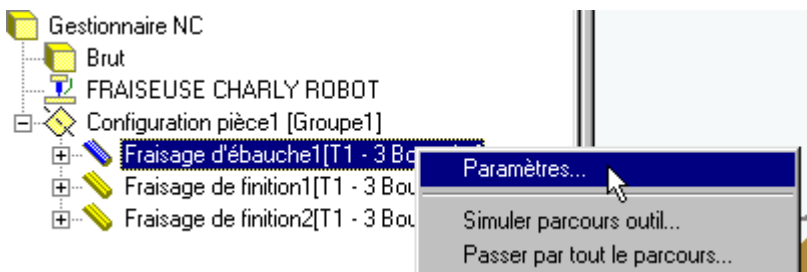 Gestionnaire NC
Brut
FRAISEUSE CHARLY ROBOT
Configuration pièce1 [Groupe1]
Fraisage d'ébauche1[T1 - 3
Fraisage de finition1[T1 - 3 Bou
Fraisage de finition2[T1 - 3 Bou
Paramètres...
Simuler parcours outil...
Passer par tout le parcours...